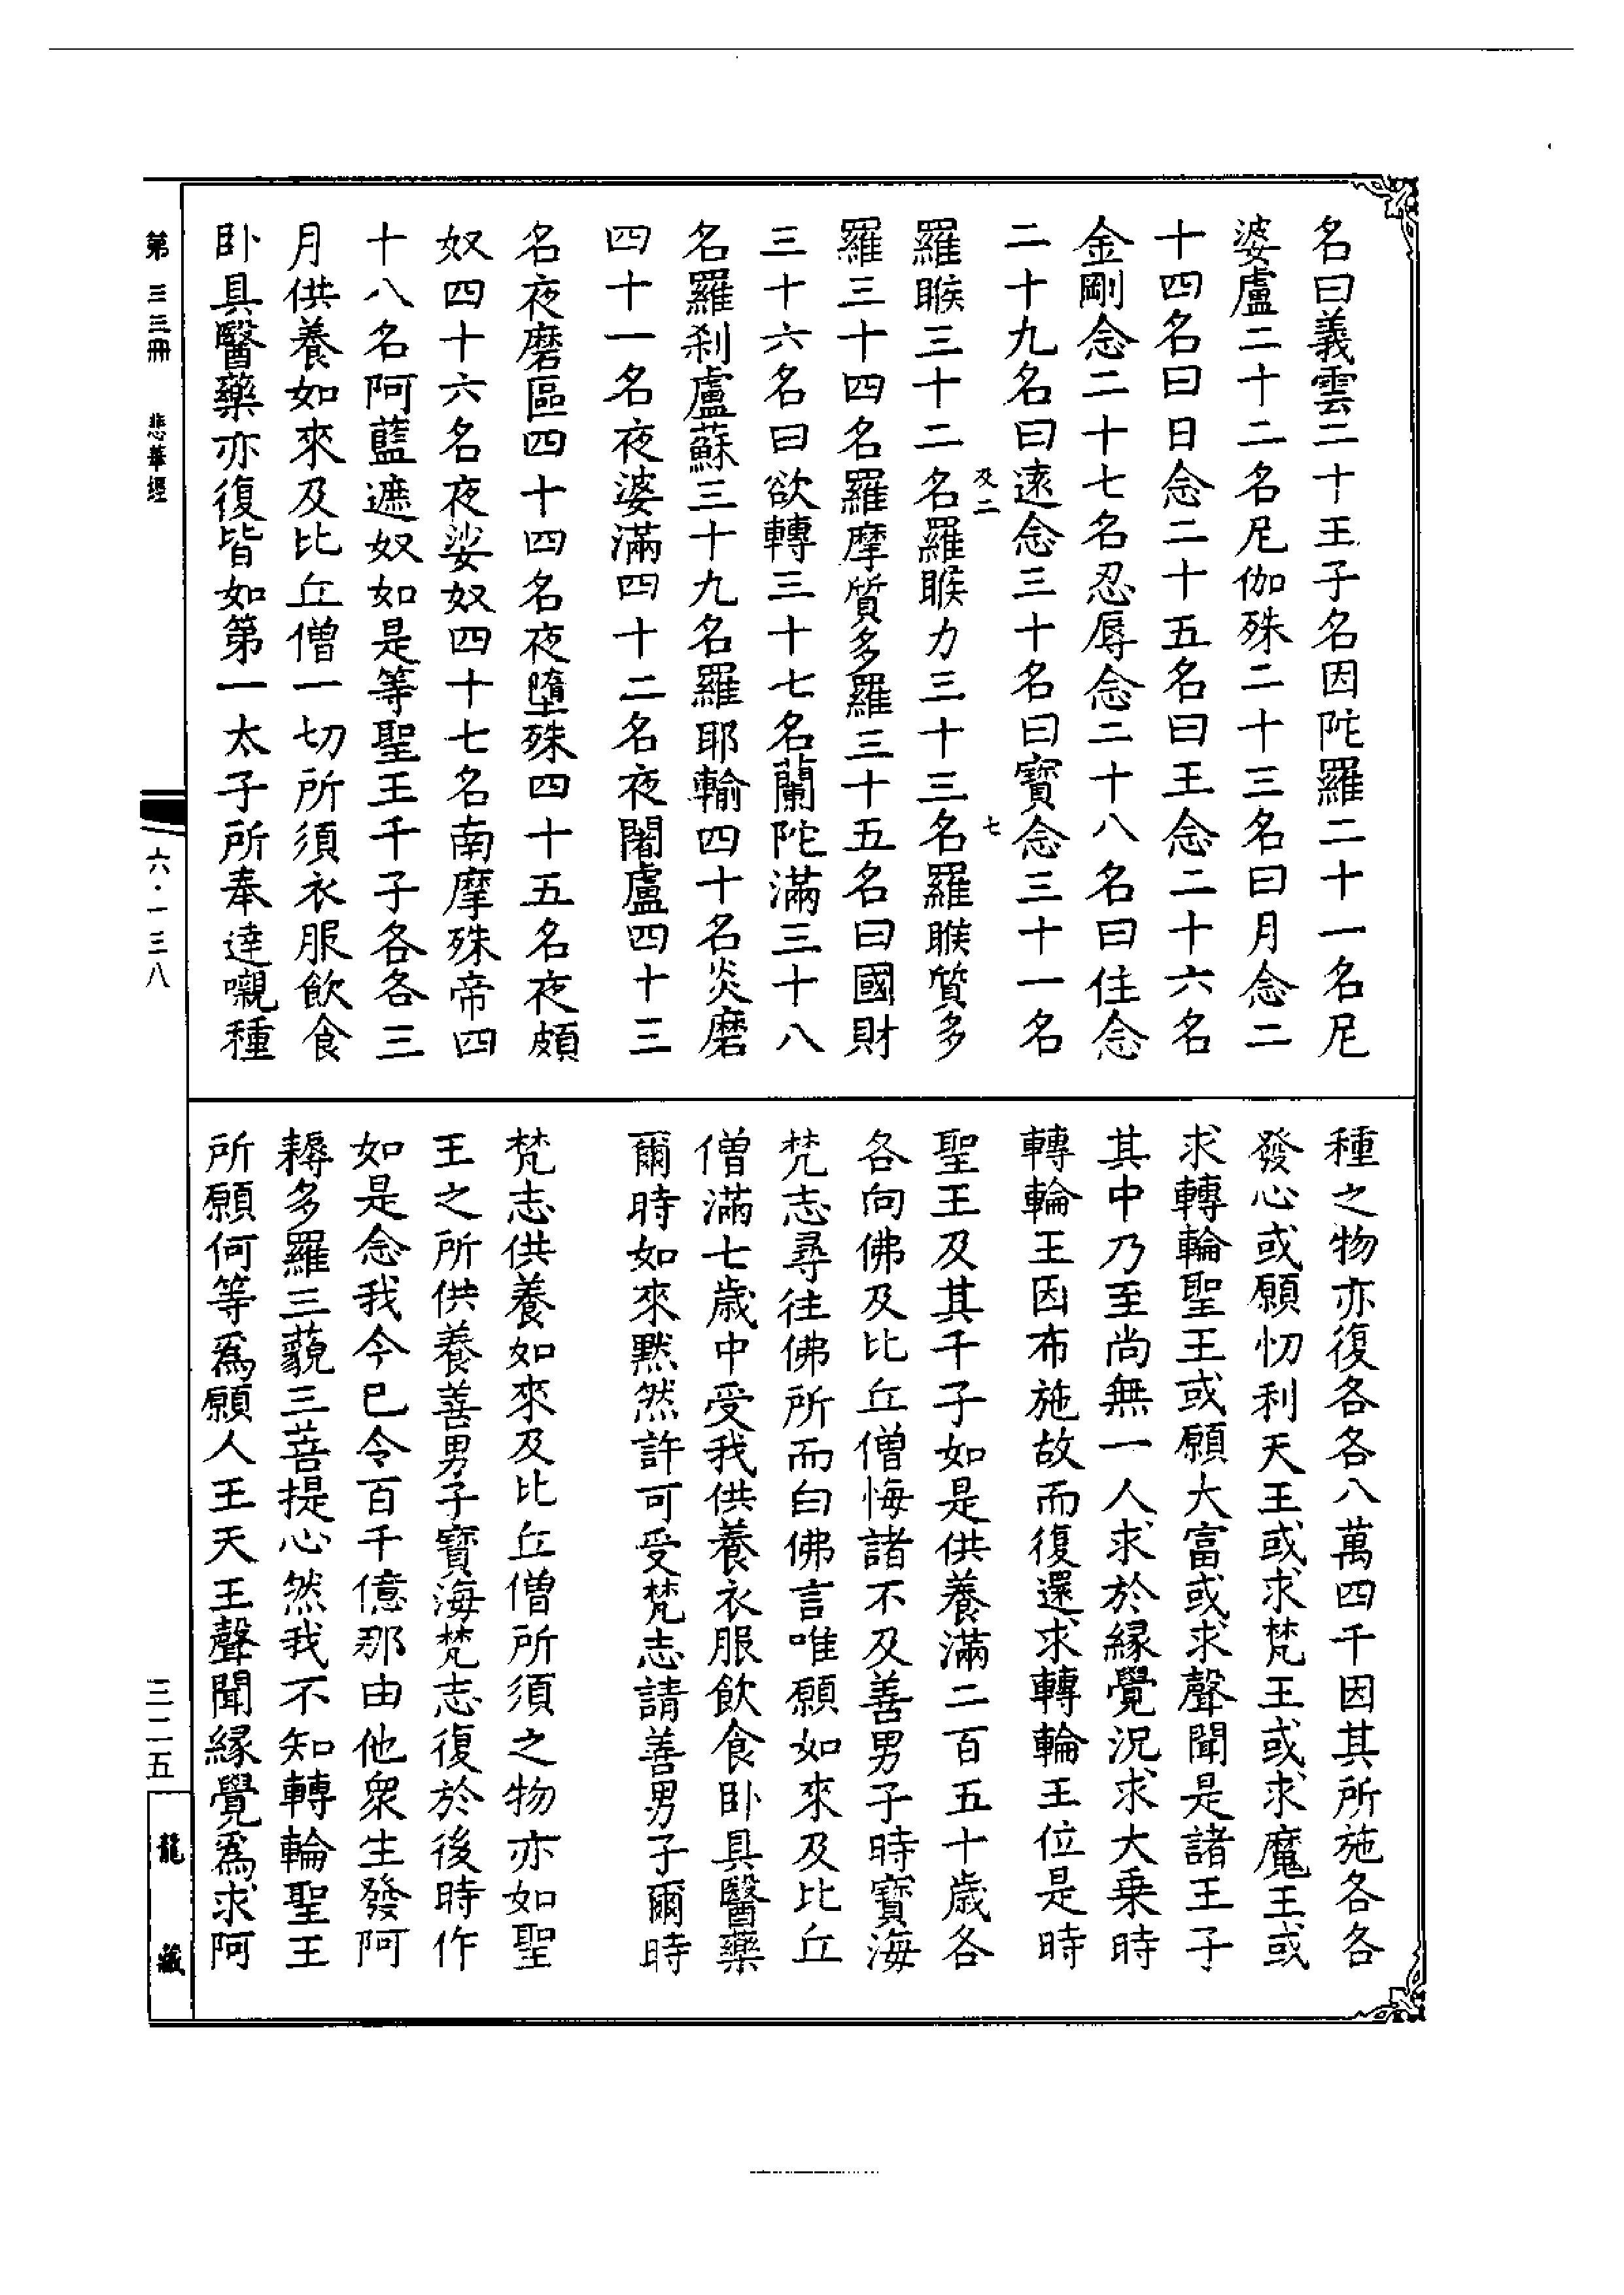 名曰義雲二十王子名因陀羅二十一名尼
婆盧二十二名尼伽殊二十三名曰月念二
十四名曰日念二十五名曰王念二十六名
金剛念二十七名忍辱念二十八名曰住念
二十九名曰遠念三十名曰寶念三十一名
及二
七
羅睺三十二名羅睺力三十三名羅睺質多
羅三十四名羅摩質多羅三十五名曰國財
三十六名曰欲轉三十七名蘭陀滿三十八
名羅刹盧蘇三十九名羅耶輸四十名炎磨
四十一名夜婆滿四十二名夜闍盧四十三
名夜磨區四十四名夜墮殊四十五名夜頗
奴四十六名夜娑奴四十七名南摩殊帝四
十八名阿藍遮奴如是等聖王千子各各三
月供養如來及比丘僧一切所須衣服飲食
卧具醫藥亦復皆如第一太子所奉達嚫種
種之物亦復各各八萬四千因其所施各各
發心或願忉利天王或求梵王或求魔王或
求轉輪聖王或願大富或求聲聞是諸王子
其中乃至尚無一人求於緣覺況求大乗時
轉輪王因布施故而復還求轉輪王位是時
聖王及其千子如是供養滿二百五十歲各
各向佛及比丘僧悔諸不及善男子時寶海
梵志尋往佛所而白佛言唯願如來及比丘
僧滿七歲中受我供養衣服飲食卧具醫藥
爾時如來默然許可受梵志請善男子爾時
梵志供養如來及比丘僧所須之物亦如聖
王之所供養善男子寶海梵志復於後時作
如是念我今已令百千億那由他衆生發阿
耨多羅三藐三菩提心然我不知轉輪聖王
所願何等爲願人王天王聲聞緣覺爲求阿
第三三冊 悲華經
六·一三八
三二五
龍藏